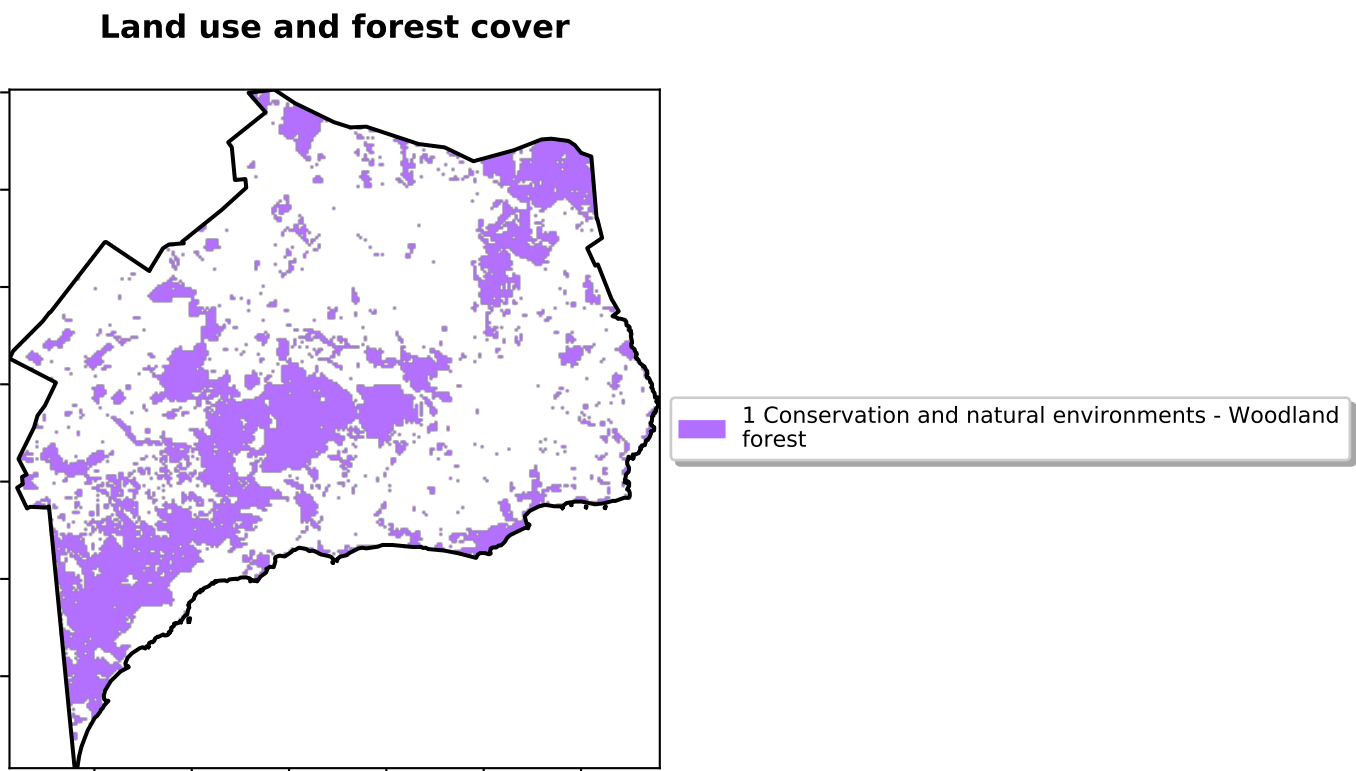 Land use and forest cover
1 Conservation and natural environments - Woodland
forest